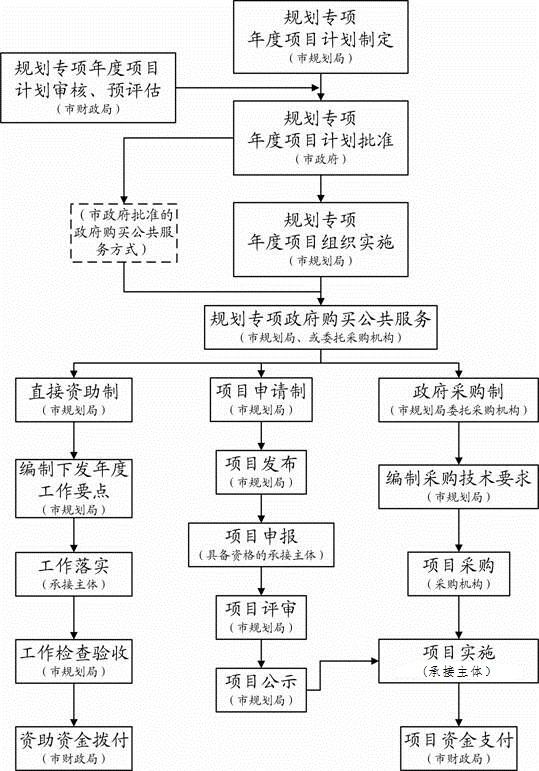 规划专项
年度项目计划制定
(市规划局)
规划专项年度项目
计划审核、预评估
(市财政局)
规划专项
年度项目计划批准
(市政府)
(市政府批准的
政府购买公共服
务方式)
规划专项
年度项目组织实施
(市规划局)
规划专项政府购买公共服务
(市规划局、或委托采购机构)
直接资助制
(市规划局)
编制下发年度
工作要点
(市规划局)
工作落实
(承接主体)
工作检查验收
(市规划局)
资助资金拨付
(市财政局)
项目申请制
(市规划局)
项目发布
(市规划局)
项目申报
(具备资格的承接主体)
项目评审
(市规划局)
项目公示
(市规划局)
政府采购制
(市规划局委托采购机构)
编制采购技术要求
(市规划局)
项目采购
(采购机构)
项目实施
(承接主体)
项目资金支付
(市财政局)